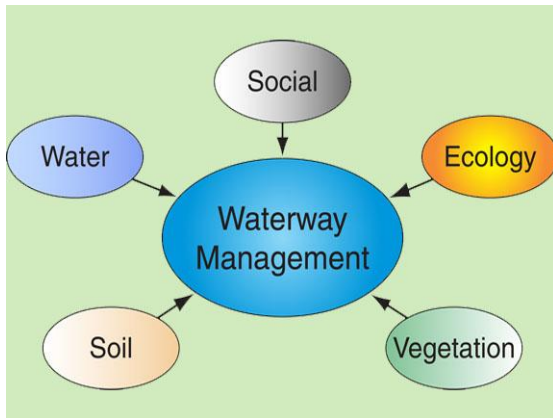 Social
Water
Ecology
Waterway
Management
Soil
Vegetation